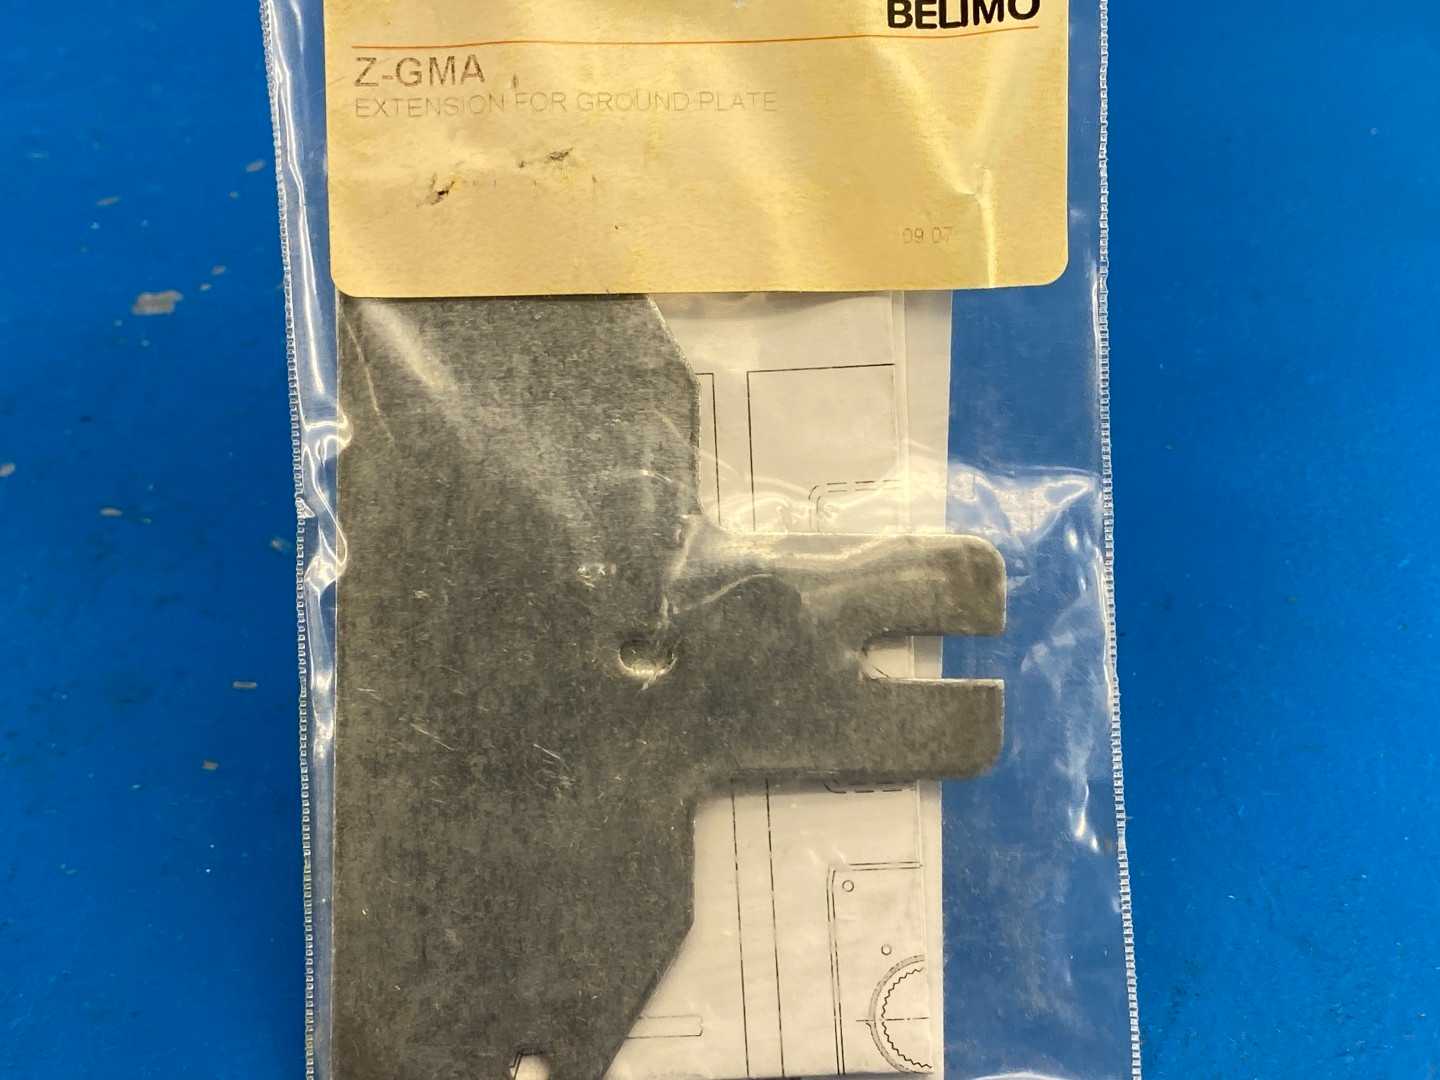 BELIMO
Z-GMA
EXTENSION FOR GROUND PLATE
09 07